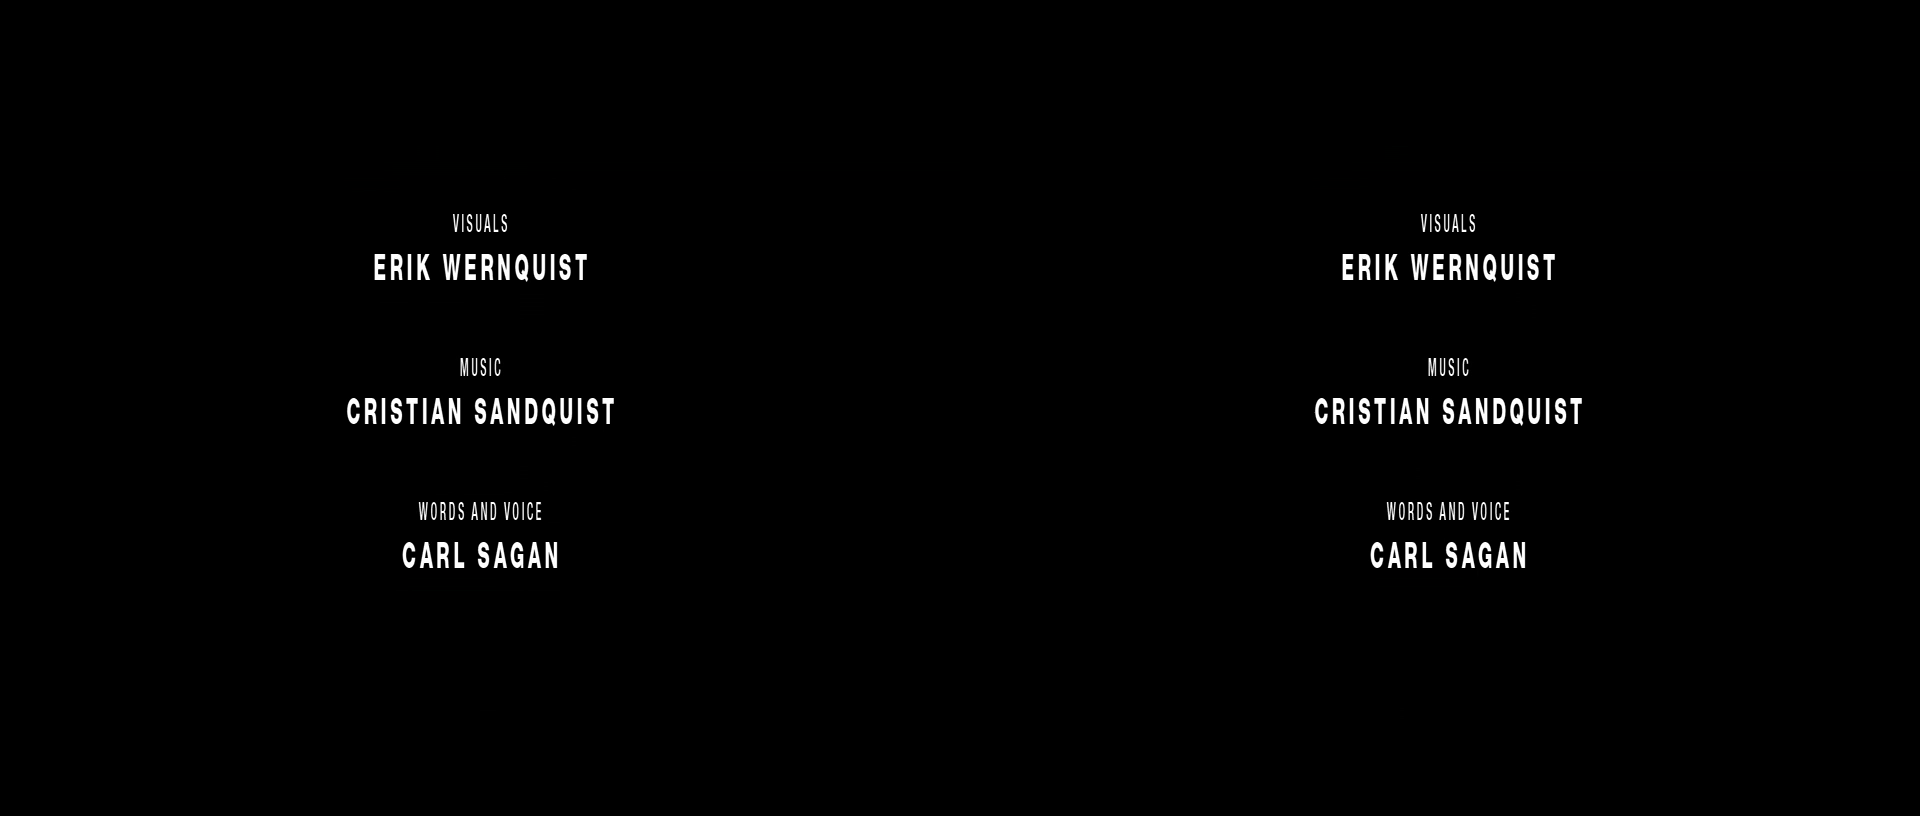 VISUALS
ERIK WERNQUIST
MUSIC
CRISTIAN SANDQUIST
WORDS AND VOICE
CARL SAGAN
VISUALS
ERIK WERNQUIST
MUSIC
CRISTIAN SANDQUIST
WORDS AND VOICE
CARL SAGAN